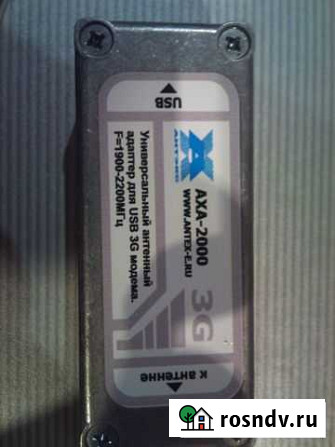 USB
АНТЭКС
AXA-2000
WWW.ANTEX-E.RU
3G
Универсальный антенный
адаптер для USB 3G модема.
F=1900-2200МГц
к антенне
rosndv.ru